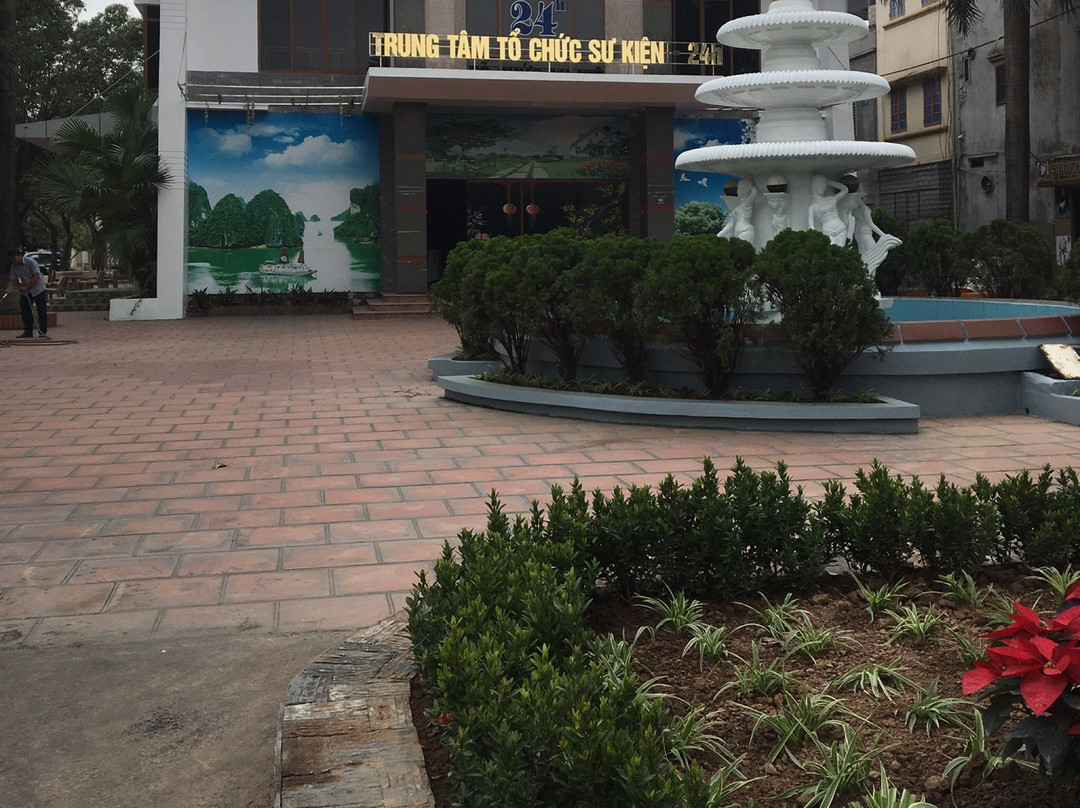 24h
TRUNG TÂM TỔ CHỨC SỰ KIỆN 24h